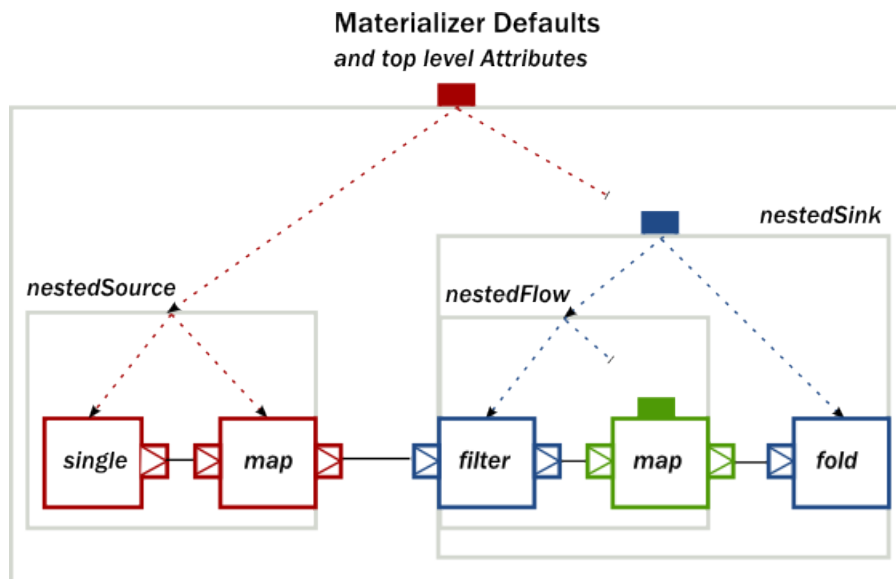 Materializer Defaults
and top level Attributes
nestedSink
nestedSource
nestedFlow
single
map
filter
map
fold